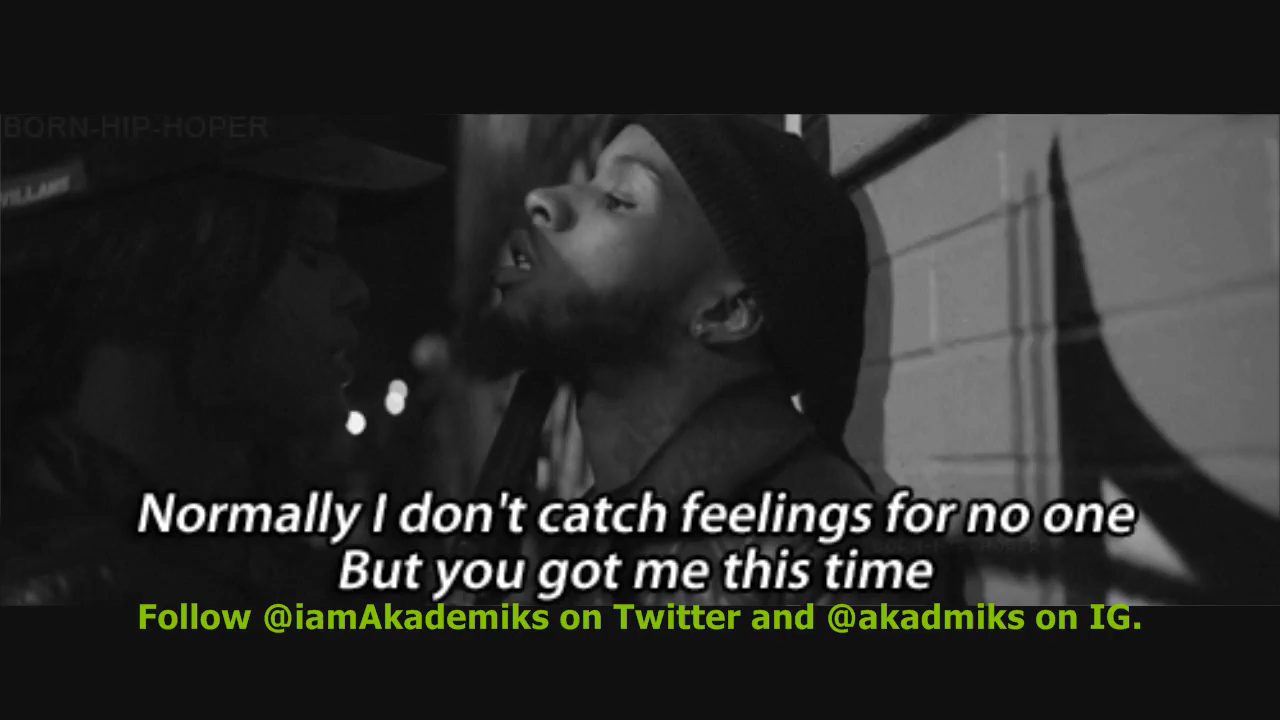 BORN-HIP-HOPER
VILLAINS
Normally I don't catch feelings for no one
But you got me this time
Follow @iamAkademiks on Twitter and @akadmiks on IG.